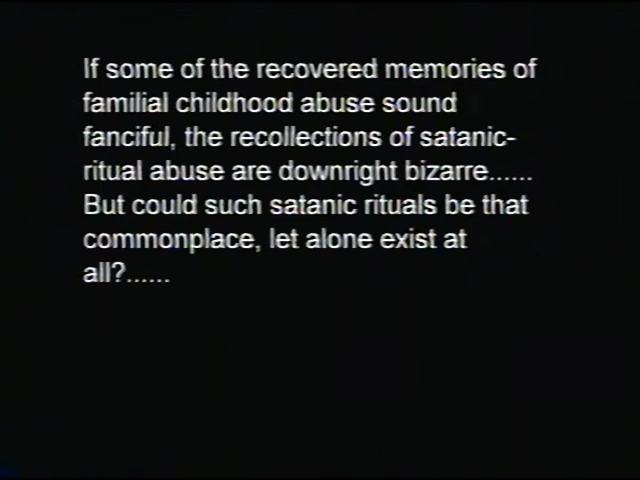 If some of the recovered memories of
familial childhood abuse sound
fanciful, the recollections of satanic-
ritual abuse are downright bizarre......
But could such satanic rituals be that
commonplace, let alone exist at
all?......